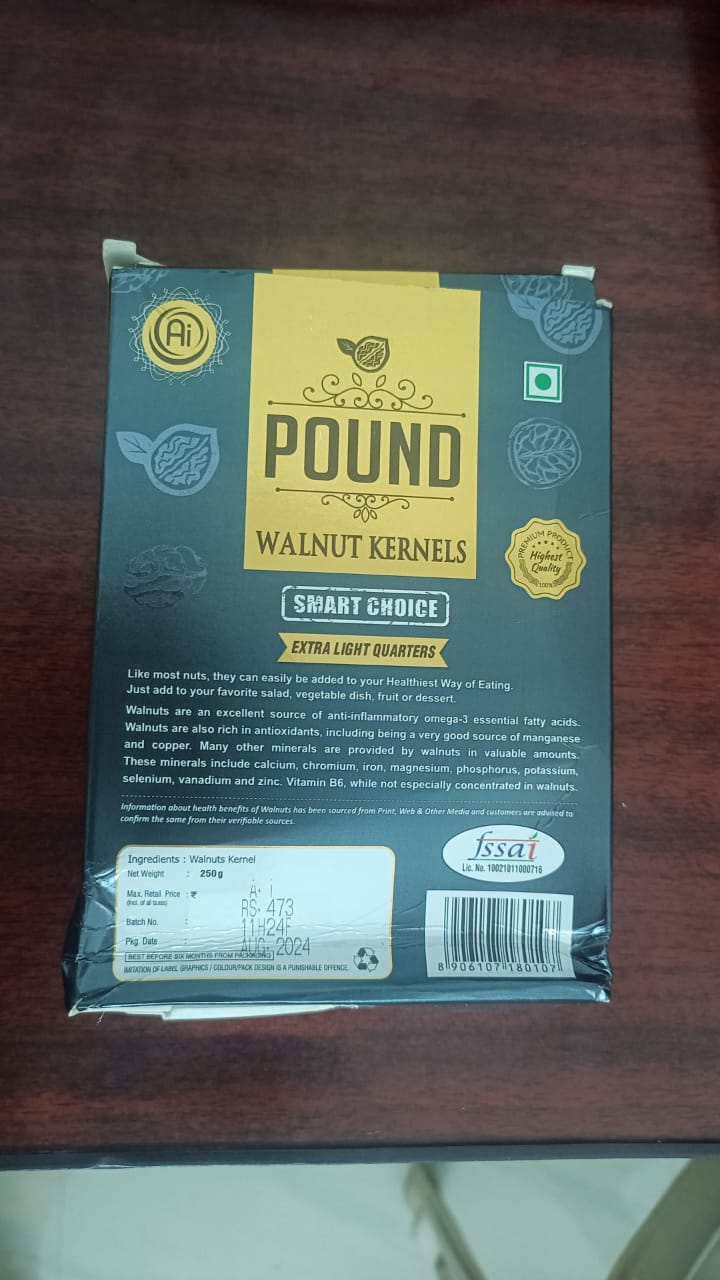 Ai
POUND
WALNUT KERNELS
PREMIUM PRODUCT
Highest
Quality
100%
SMART CHOICE
EXTRA LIGHT QUARTERS
Like most nuts, they can easily be added to your Healthiest Way of Eating.
Just add to your favorite salad, vegetable dish, fruit or dessert.
Walnuts are an excellent source of anti-inflammatory omega-3 essential fatty acids.
Walnuts are also rich in antioxidants, including being a very good source of manganese
and copper. Many other minerals are provided by walnuts in valuable amounts.
These minerals include calcium, chromium, iron, magnesium, phosphorus, potassium,
selenium, vanadium and zinc. Vitamin B6, while not especially concentrated in walnuts.
Information about health benefits of Walnuts has been sourced from Print, Web & Other Media and customers are advised to
confirm the same from their verifiable sources.
Ingredients : Walnuts Kernel
Net Weight : 250g
A. i
Max. Retail Price : ₹ RS. 473
(Incl. of all taxes)
Batch No. : 11H24F
Pkg. Date : AUG. 2024
BEST BEFORE SIX MONTHS FROM PACKAGING
IMITATION OF LABEL GRAPHICS / COLOUR/PACK DESIGN IS A PUNISHABLE OFFENCE.
fssai
Lic. No. 10021011000716
8 906107 180107